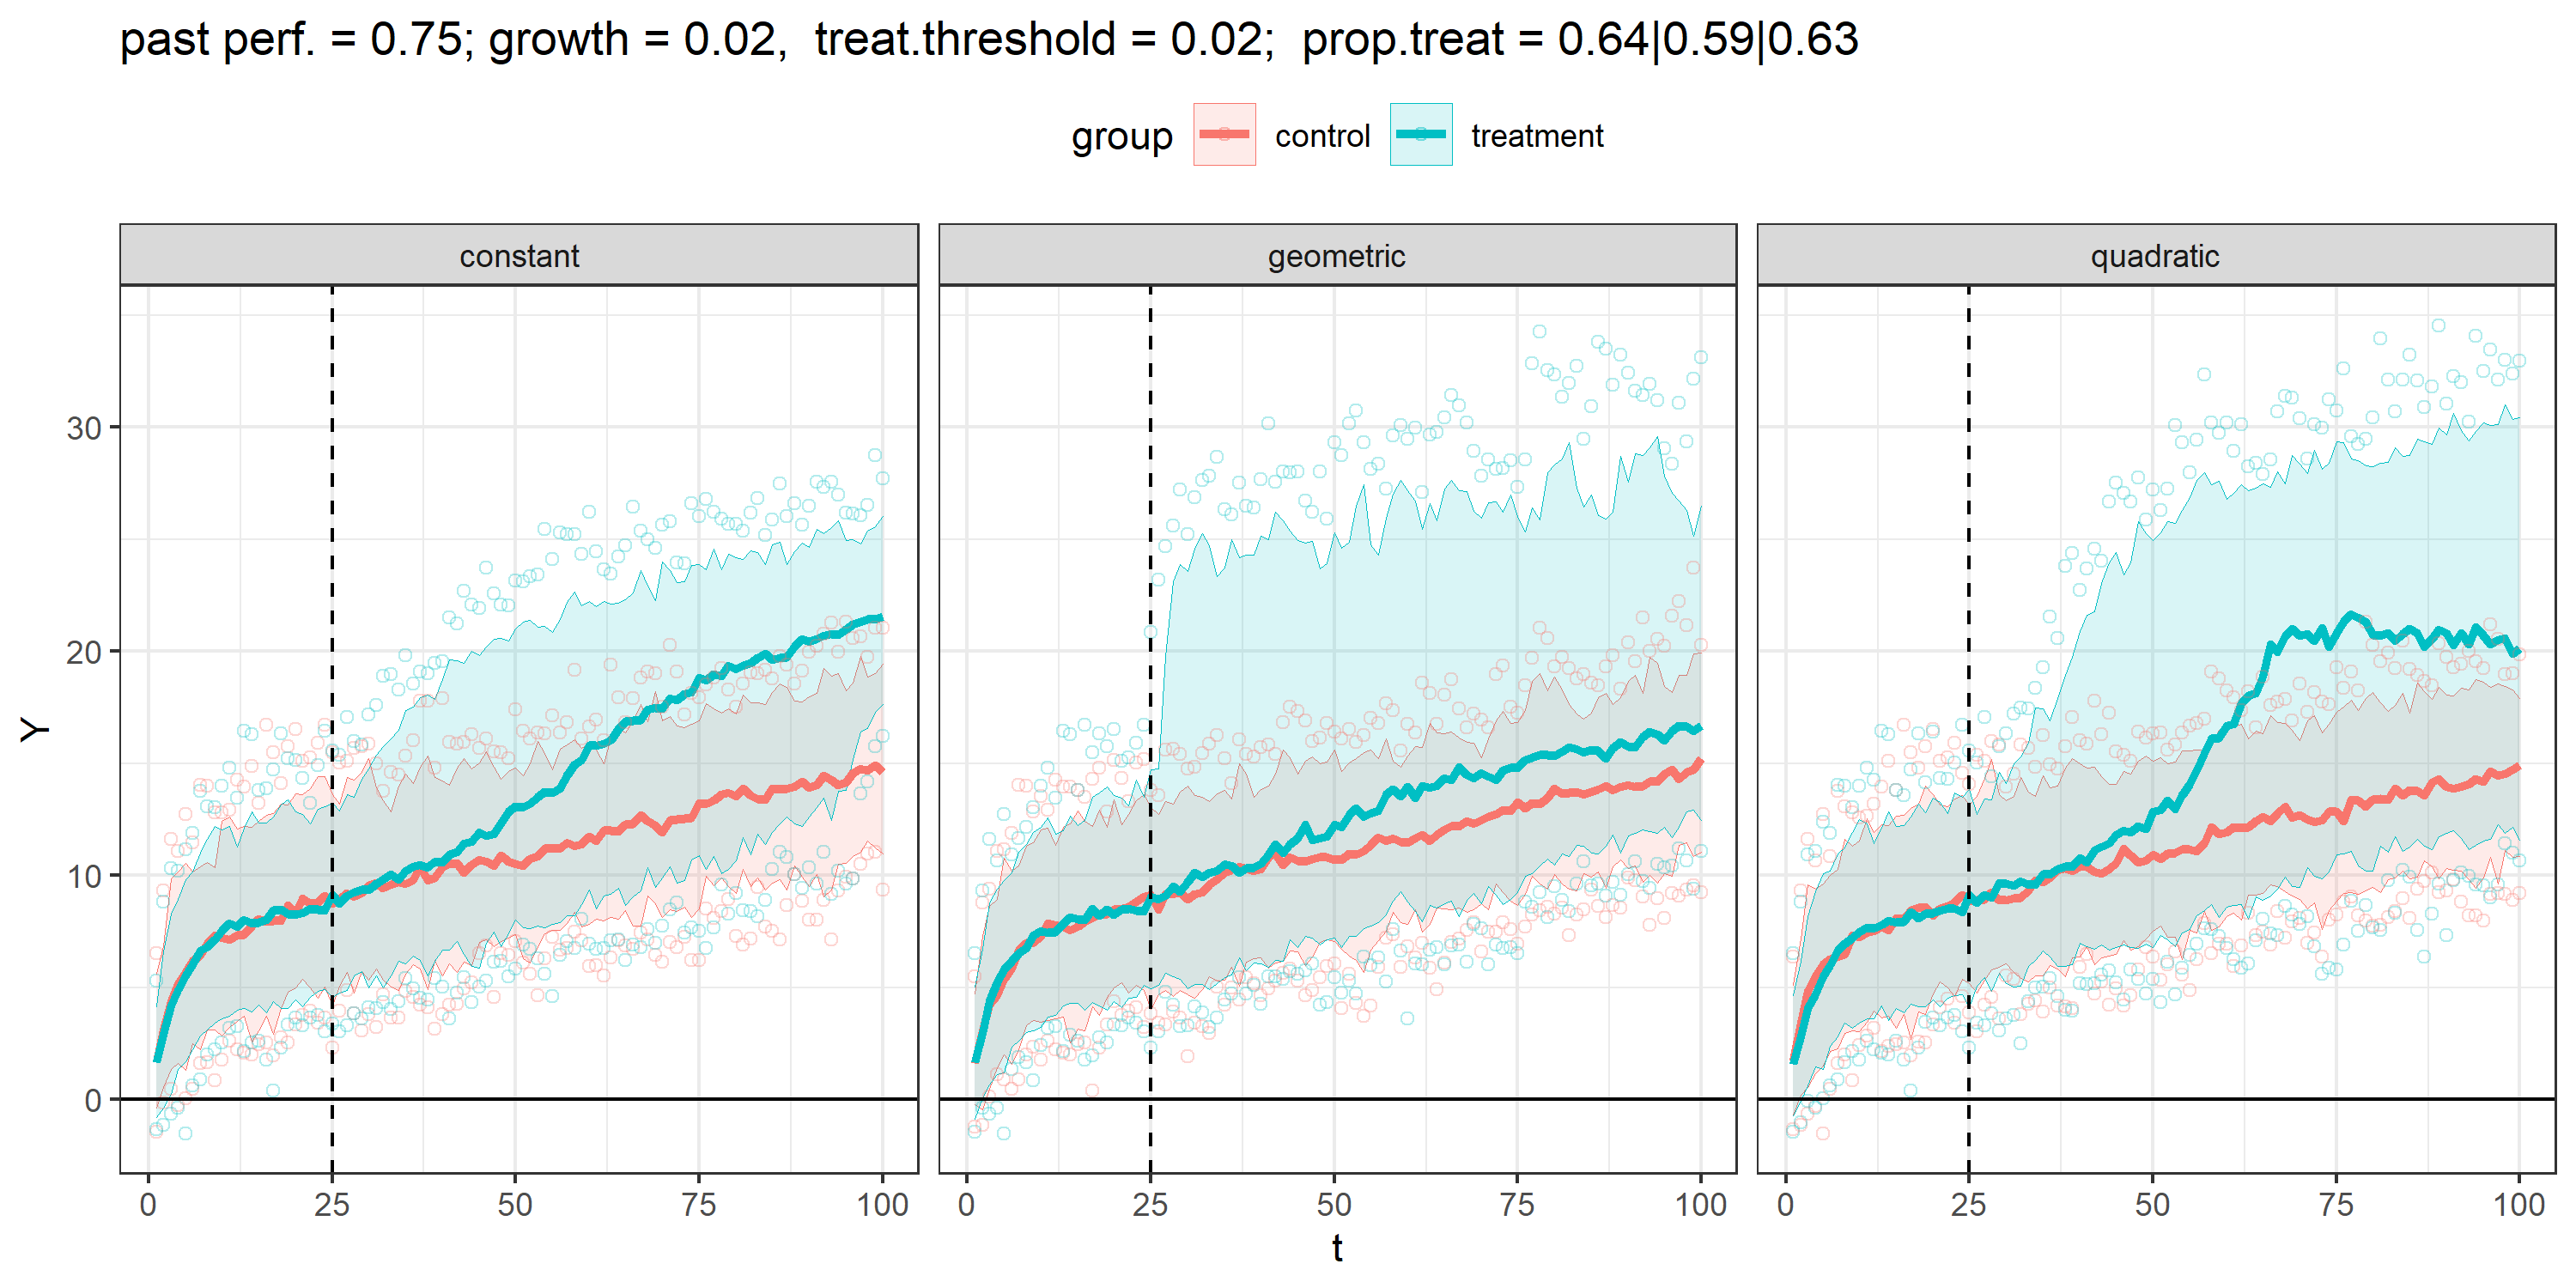 past perf. = 0.75; growth = 0.02,  treat.threshold = 0.02;  prop.treat = 0.64|0.59|0.63
group control treatment
constant geometric quadratic
Y
30
20
10
0
0 25 50 75 100 0 25 50 75 100 0 25 50 75 100
t